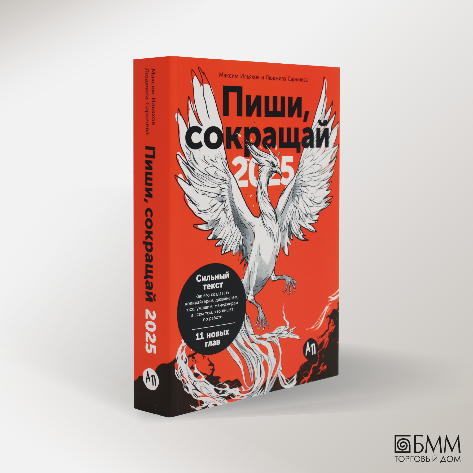 Максим Ильяхов и Людмила Сарычева
Пиши,
сокращай
2025
Сильный
текст
11 новых
глав
Ап
Максим Ильяхов
Людмила Сарычева
Пиши, сокращай 2025
Ап
БММ
ТОРГОВЫЙ ДОМ